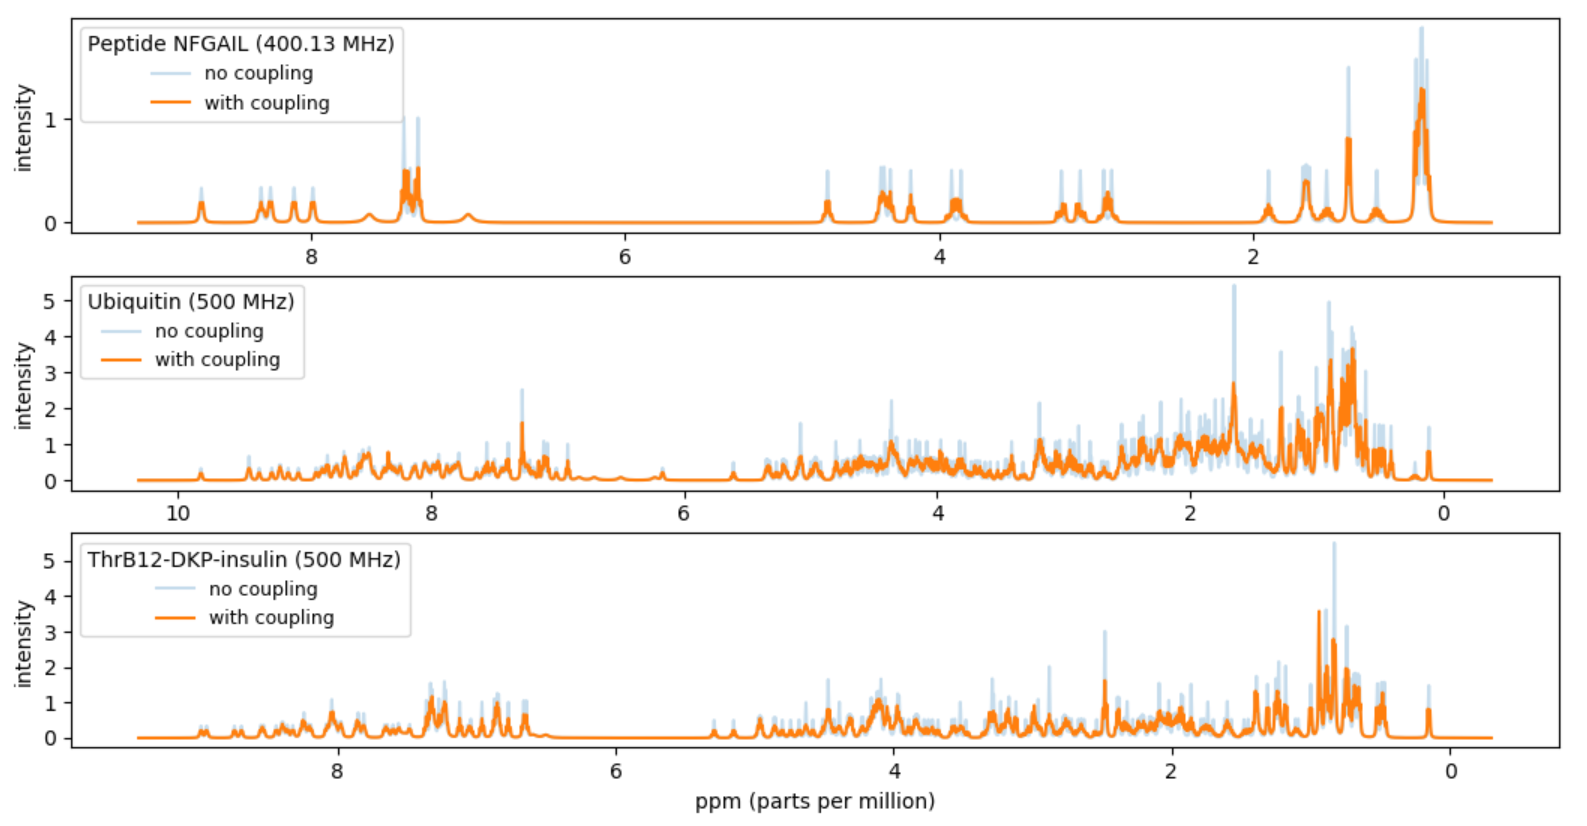 Peptide NFGAIL (400.13 MHz)
no coupling
with coupling
intensity
1
0
8 6 4 2
Ubiquitin (500 MHz)
no coupling
with coupling
intensity
5
4
3
2
1
0
10 8 6 4 2 0
ThrB12-DKP-insulin (500 MHz)
no coupling
with coupling
intensity
5
4
3
2
1
0
8 6 4 2 0
ppm (parts per million)